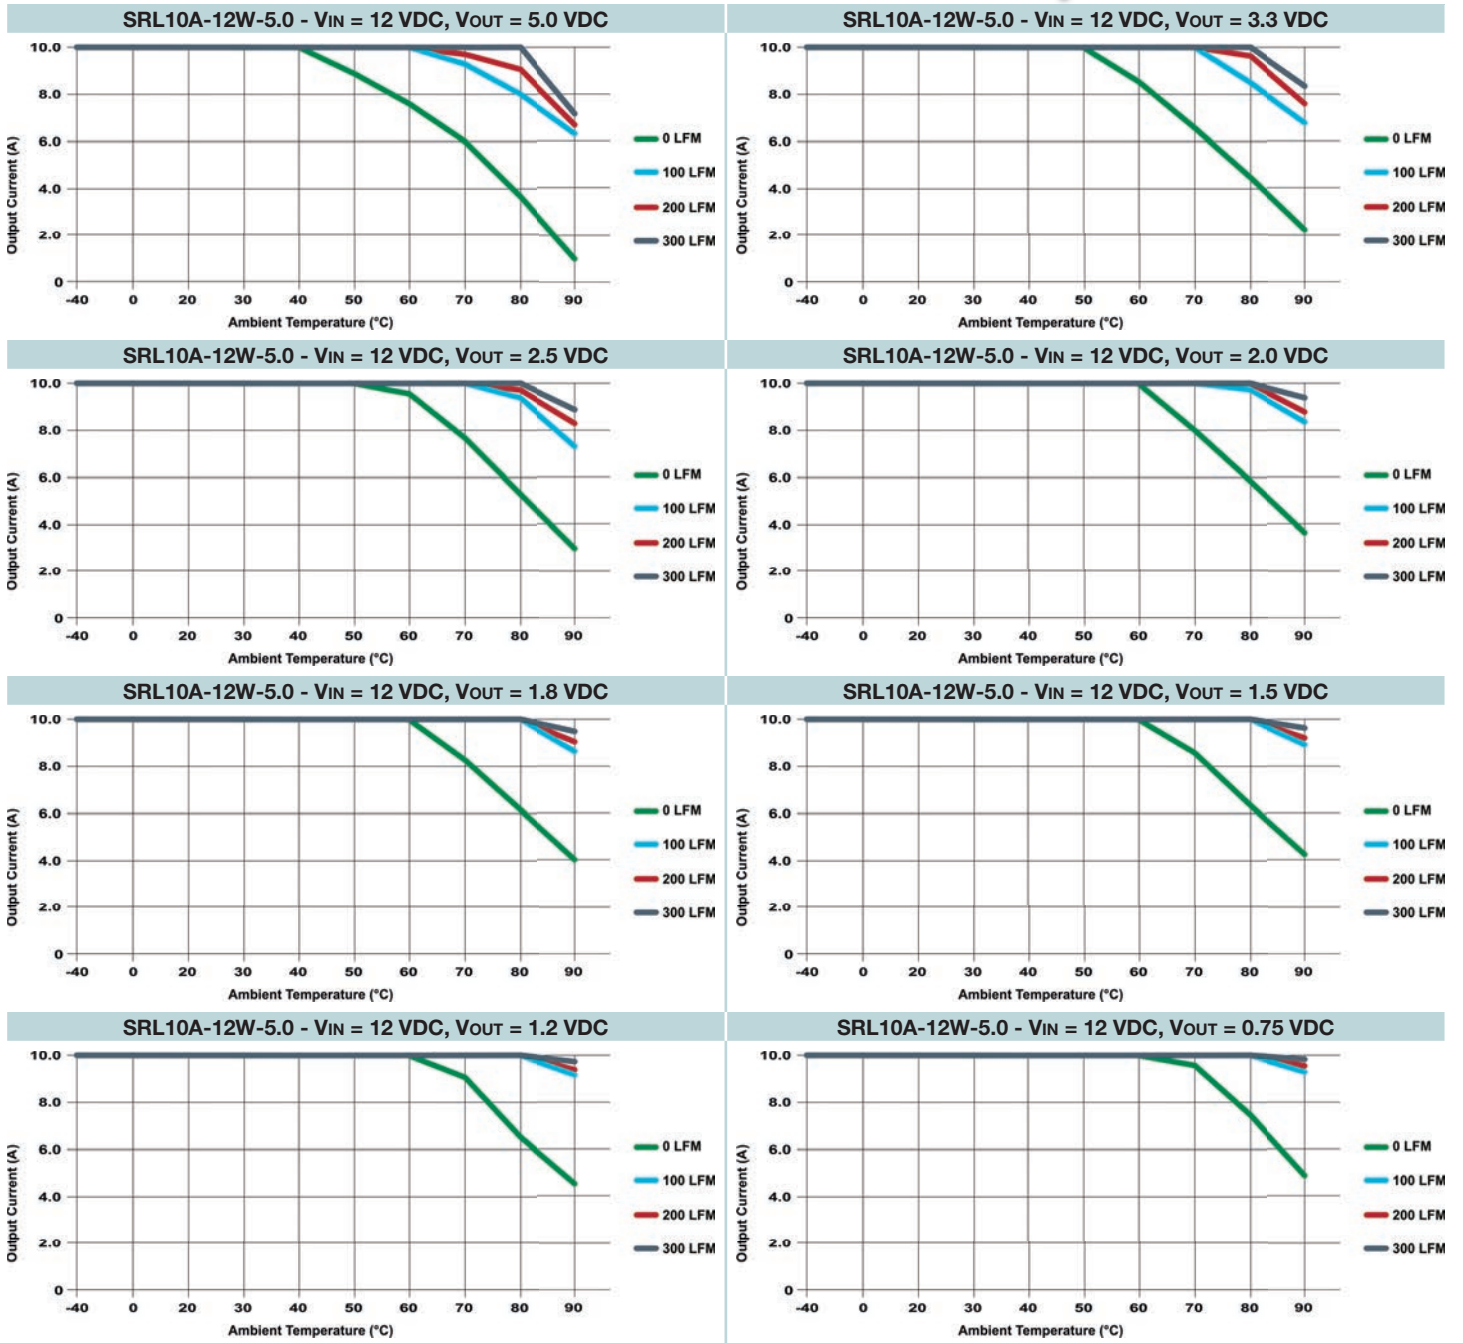 SRL10A-12W-5.0 - VIN = 12 VDC, VOUT = 5.0 VDC
10.0
8.0
6.0
4.0
2.0
0
-40 0 20 30 40 50 60 70 80 90
Output Current (A)
Ambient Temperature (°C)
0 LFM
100 LFM
200 LFM
300 LFM
SRL10A-12W-5.0 - VIN = 12 VDC, VOUT = 3.3 VDC
10.0
8.0
6.0
4.0
2.0
0
-40 0 20 30 40 50 60 70 80 90
Output Current (A)
Ambient Temperature (°C)
0 LFM
100 LFM
200 LFM
300 LFM
SRL10A-12W-5.0 - VIN = 12 VDC, VOUT = 2.5 VDC
10.0
8.0
6.0
4.0
2.0
0
-40 0 20 30 40 50 60 70 80 90
Output Current (A)
Ambient Temperature (°C)
0 LFM
100 LFM
200 LFM
300 LFM
SRL10A-12W-5.0 - VIN = 12 VDC, VOUT = 2.0 VDC
10.0
8.0
6.0
4.0
2.0
0
-40 0 20 30 40 50 60 70 80 90
Output Current (A)
Ambient Temperature (°C)
0 LFM
100 LFM
200 LFM
300 LFM
SRL10A-12W-5.0 - VIN = 12 VDC, VOUT = 1.8 VDC
10.0
8.0
6.0
4.0
2.0
0
-40 0 20 30 40 50 60 70 80 90
Output Current (A)
Ambient Temperature (°C)
0 LFM
100 LFM
200 LFM
300 LFM
SRL10A-12W-5.0 - VIN = 12 VDC, VOUT = 1.5 VDC
10.0
8.0
6.0
4.0
2.0
0
-40 0 20 30 40 50 60 70 80 90
Output Current (A)
Ambient Temperature (°C)
0 LFM
100 LFM
200 LFM
300 LFM
SRL10A-12W-5.0 - VIN = 12 VDC, VOUT = 1.2 VDC
10.0
8.0
6.0
4.0
2.0
0
-40 0 20 30 40 50 60 70 80 90
Output Current (A)
Ambient Temperature (°C)
0 LFM
100 LFM
200 LFM
300 LFM
SRL10A-12W-5.0 - VIN = 12 VDC, VOUT = 0.75 VDC
10.0
8.0
6.0
4.0
2.0
0
-40 0 20 30 40 50 60 70 80 90
Output Current (A)
Ambient Temperature (°C)
0 LFM
100 LFM
200 LFM
300 LFM